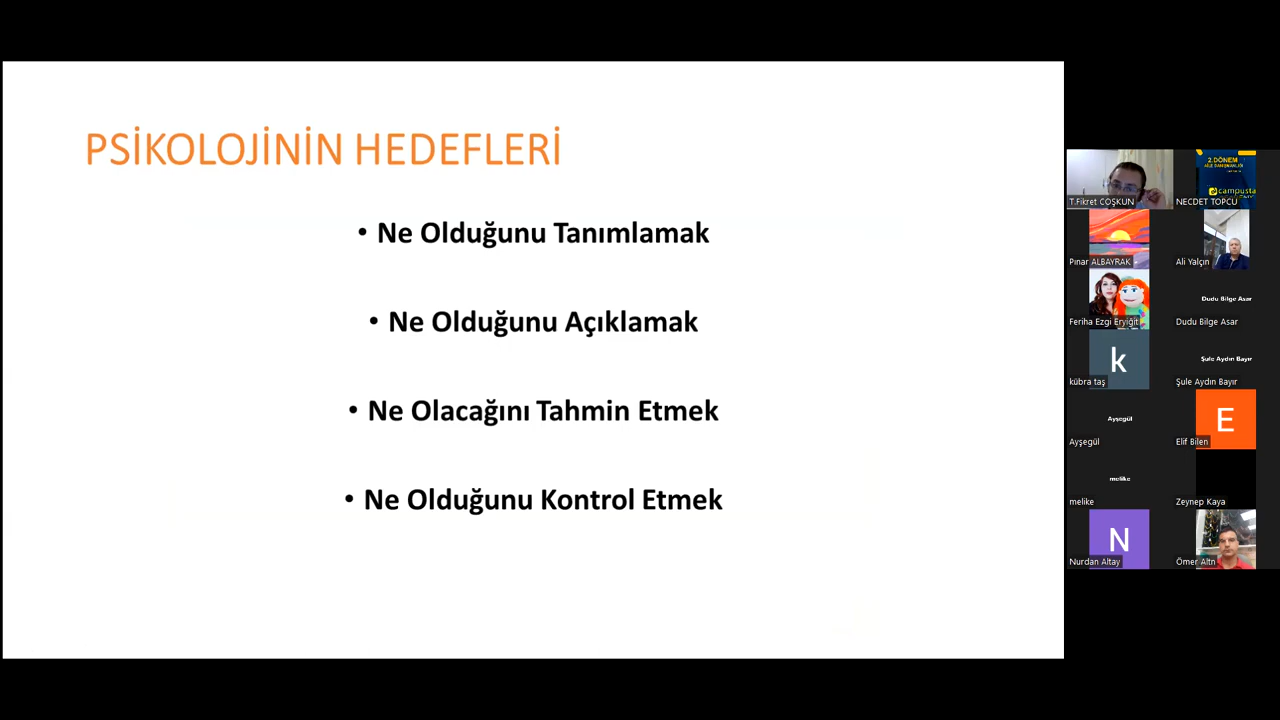 PSİKOLOJİNİN HEDEFLERİ
• Ne Olduğunu Tanımlamak
• Ne Olduğunu Açıklamak
• Ne Olacağını Tahmin Etmek
• Ne Olduğunu Kontrol Etmek
2.DÖNEM
AİLE DANIŞMANLIĞI
campusta
T.Fikret COŞKUN
NECDET TOPCU
Pınar ALBAYRAK
Ali Yalçın
Feriha Ezgi Eryiğit
Dudu Bilge Asar
Dudu Bilge Asar
k
kübra taş
Şule Aydın Bayır
Şule Aydın Bayır
Ayşegül
Ayşegül
E
Elif Bilen
melike
melike
Zeynep Kaya
N
Nurdan Altay
Ömer Altn